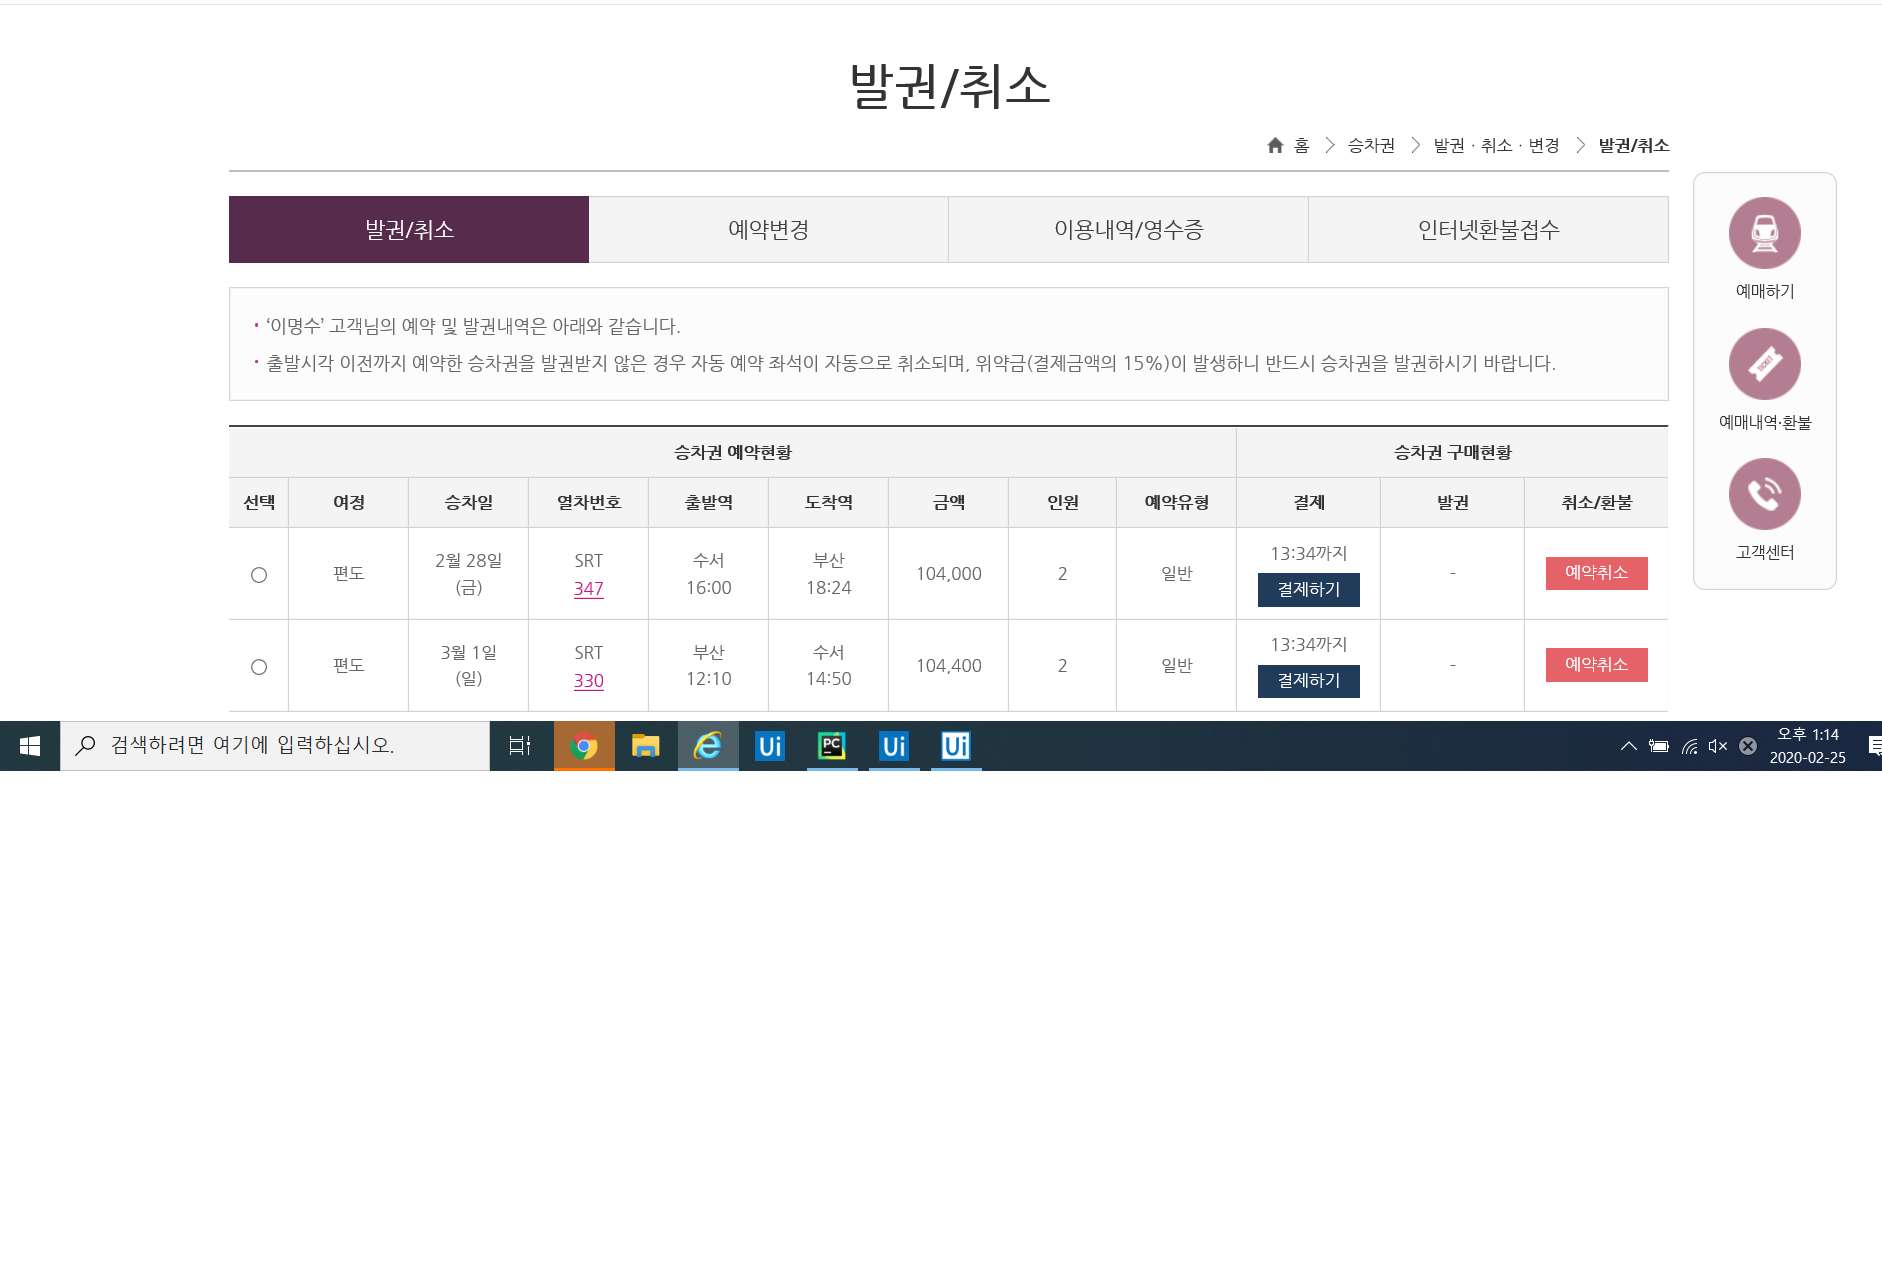 발권/취소
홈 > 승차권 > 발권 · 취소 · 변경 > 발권/취소
발권/취소 예약변경 이용내역/영수증 인터넷환불접수
예매하기
예매내역·환불
고객센터
· ‘이명수’ 고객님의 예약 및 발권내역은 아래와 같습니다.
· 출발시각 이전까지 예약한 승차권을 발권받지 않은 경우 자동 예약 좌석이 자동으로 취소되며, 위약금(결제금액의 15%)이 발생하니 반드시 승차권을 발권하시기 바랍니다.
승차권 예약현황 승차권 구매현황
선택 여정 승차일 열차번호 출발역 도착역 금액 인원 예약유형 결제 발권 취소/환불
편도 2월 28일 (금) SRT 347 수서 16:00 부산 18:24 104,000 2 일반 13:34까지 결제하기 - 예약취소
편도 3월 1일 (일) SRT 330 부산 12:10 수서 14:50 104,400 2 일반 13:34까지 결제하기 - 예약취소
검색하려면 여기에 입력하십시오.
Ui PC Ui Ui
오후 1:14
2020-02-25